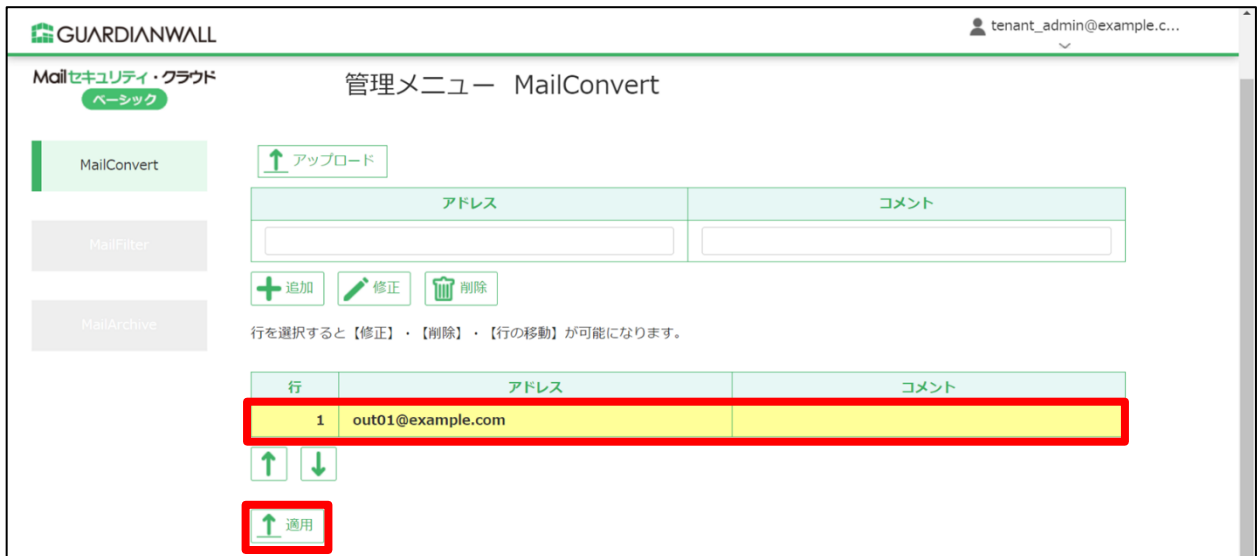 GUARDIANWALL
tenant_admin@example.c...
Mailセキュリティ・クラウド
ベーシック
管理メニュー MailConvert
MailConvert
MailFilter
MailArchive
アップロード
アドレス コメント
追加 修正 削除
行を選択すると【修正】・【削除】・【行の移動】が可能になります。
行 アドレス コメント
1 out01@example.com
適用